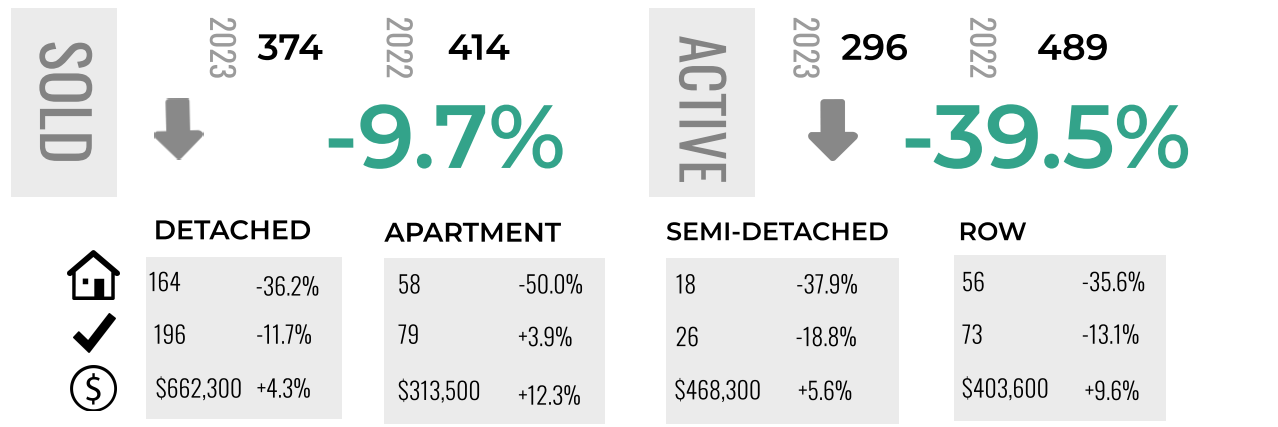 SOLD
2023 374 2022 414
-9.7%
ACTIVE
2023 296 2022 489
-39.5%
DETACHED APARTMENT SEMI-DETACHED ROW
164 -36.2% 58 -50.0% 18 -37.9% 56 -35.6%
196 -11.7% 79 +3.9% 26 -18.8% 73 -13.1%
$ $662,300 +4.3% $313,500 +12.3% $468,300 +5.6% $403,600 +9.6%